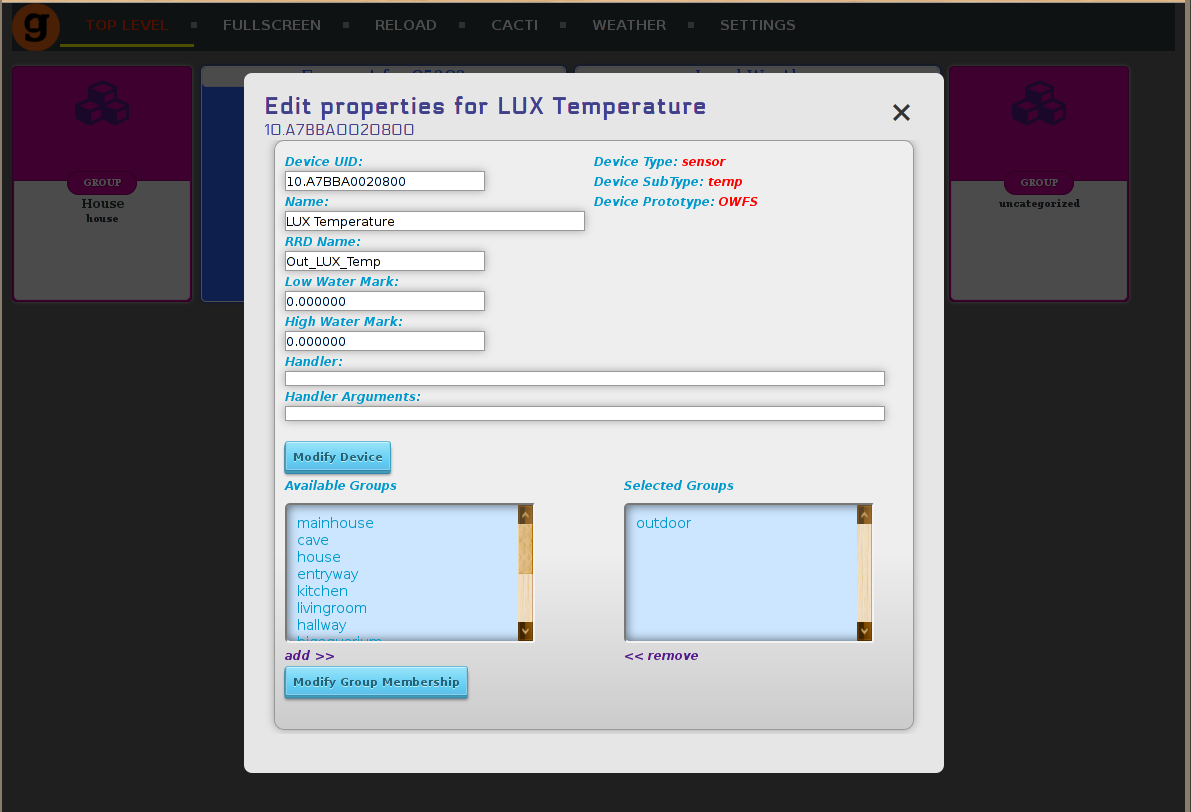 g
TOP LEVEL
FULLSCREEN
RELOAD
CACTI
WEATHER
SETTINGS
GROUP
House
house
GROUP
uncategorized
Edit properties for LUX Temperature
10.A7BBA0020800
Device UID:
10.A7BBA0020800
Device Type: sensor
Device SubType: temp
Device Prototype: OWFS
Name:
LUX Temperature
RRD Name:
Out_LUX_Temp
Low Water Mark:
0.000000
High Water Mark:
0.000000
Handler:
Handler Arguments:
Modify Device
Available Groups
mainhouse
cave
house
entryway
kitchen
livingroom
hallway
Selected Groups
outdoor
add >>
<< remove
Modify Group Membership